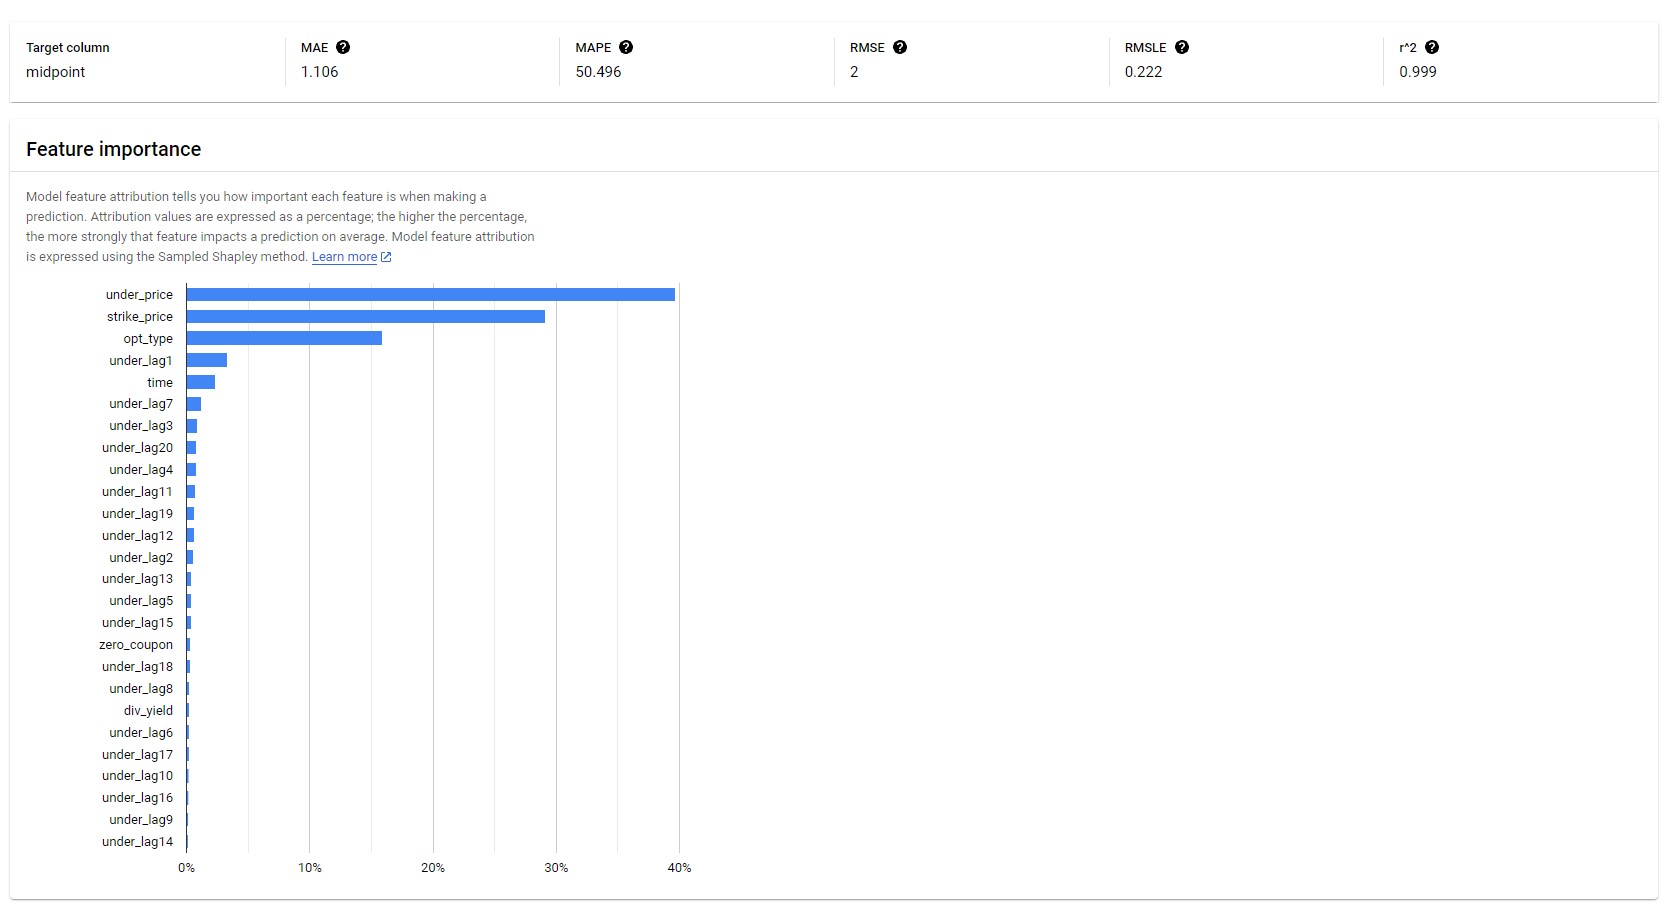 Target column
midpoint
MAE
1.106
MAPE
50.496
RMSE
2
RMSLE
0.222
r^2
0.999
Feature importance
Model feature attribution tells you how important each feature is when making a
prediction. Attribution values are expressed as a percentage; the higher the percentage,
the more strongly that feature impacts a prediction on average. Model feature attribution
is expressed using the Sampled Shapley method. Learn more
under_price
strike_price
opt_type
under_lag1
time
under_lag7
under_lag3
under_lag20
under_lag4
under_lag11
under_lag19
under_lag12
under_lag2
under_lag13
under_lag5
under_lag15
zero_coupon
under_lag18
under_lag8
div_yield
under_lag6
under_lag17
under_lag10
under_lag16
under_lag9
under_lag14
0% 10% 20% 30% 40%